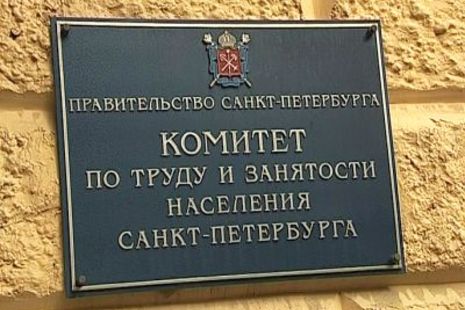 ПРАВИТЕЛЬСТВО САНКТ-ПЕТЕРБУРГА
КОМИТЕТ
ПО ТРУДУ И ЗАНЯТОСТИ
НАСЕЛЕНИЯ
САНКТ-ПЕТЕРБУРГА